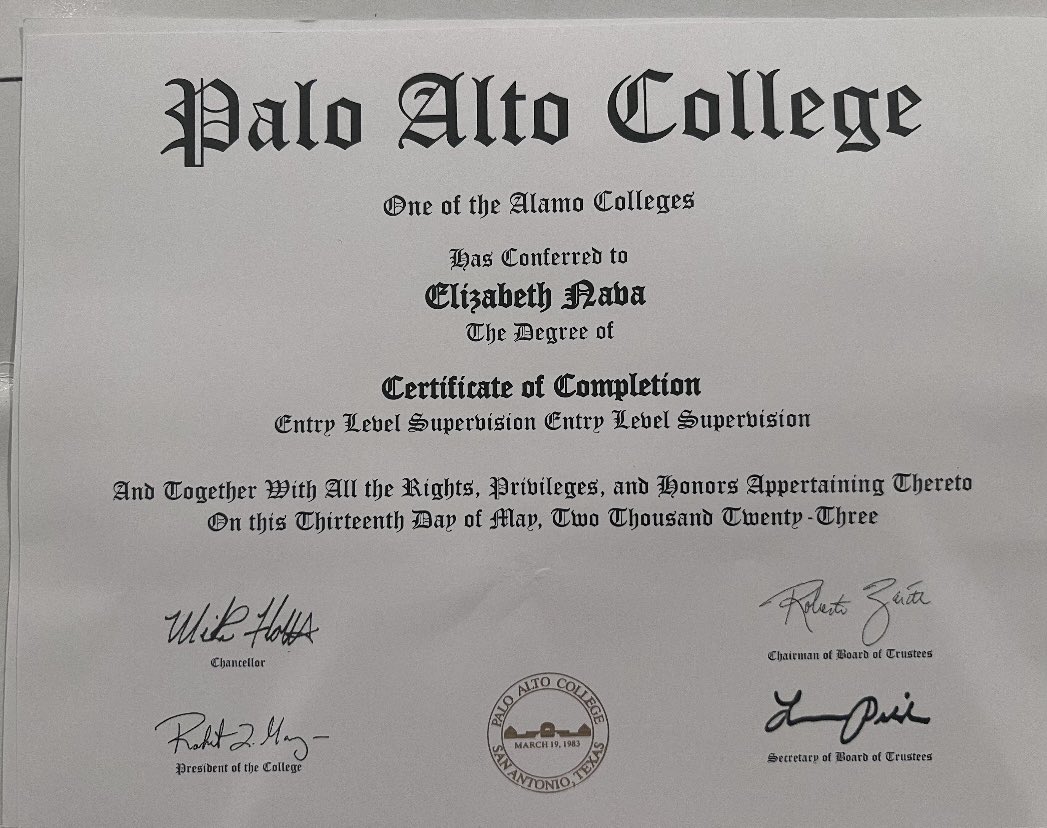 Palo Alto College
One of the Alamo Colleges
Has Conferred to
Elizabeth Nava
The Degree of
Certificate of Completion
Entry Level Supervision Entry Level Supervision
And Together With All the Rights, Privileges, and Honors Appertaining Thereto
On this Thirteenth Day of May, Two Thousand Twenty-Three
Chancellor
Chairman of Board of Trustees
President of the College
Secretary of Board of Trustees
PALO ALTO COLLEGE
MARCH 19, 1983
SAN ANTONIO, TEXAS